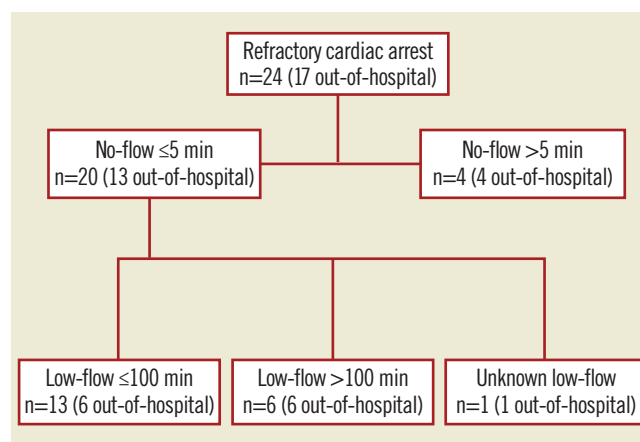 Refractory cardiac arrest
n=24 (17 out-of-hospital)
No-flow ≤5 min
n=20 (13 out-of-hospital)
No-flow >5 min
n=4 (4 out-of-hospital)
Low-flow ≤100 min
n=13 (6 out-of-hospital)
Low-flow >100 min
n=6 (6 out-of-hospital)
Unknown low-flow
n=1 (1 out-of-hospital)